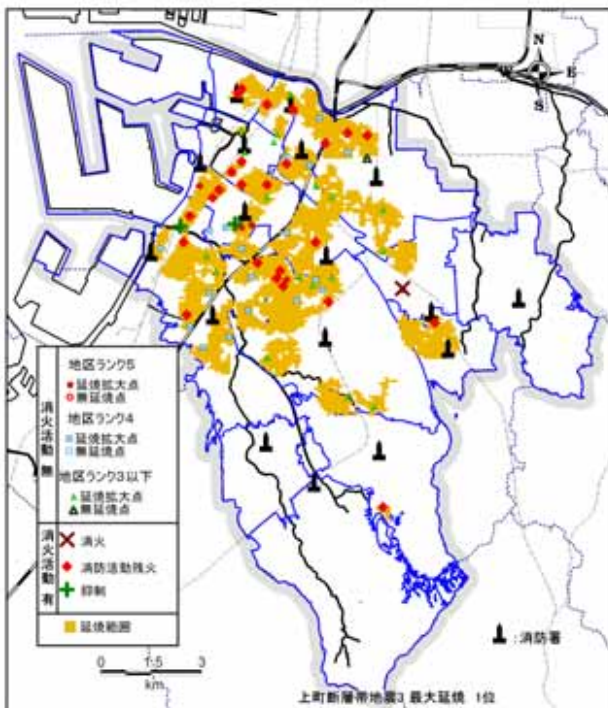 N
E
S
消火活動 無
地区ランク5
延焼拡大点
無延焼点
地区ランク4
延焼拡大点
無延焼点
地区ランク3以下
延焼拡大点
無延焼点
消火活動 有
消火
消防活動残火
抑制
延焼範囲
:消防署
0 1.5 3
km.
上町断層帯地震3 最大延焼 1位